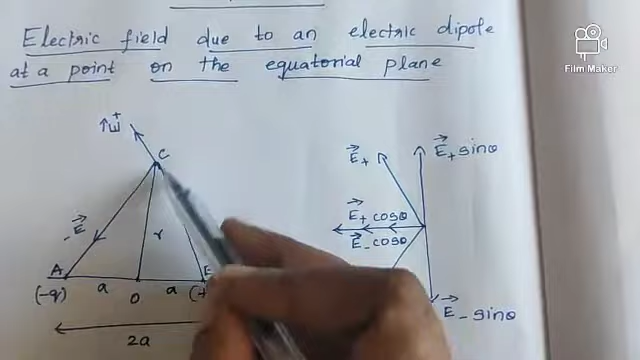 Electric field due to an electric dipole
at a point on the equatorial plane
Film Maker
E+
C
E+
E+ sinθ
E-
r
E+ cosθ
E- cosθ
A
a
a
(-q)
O
(+
E- sinθ
2a